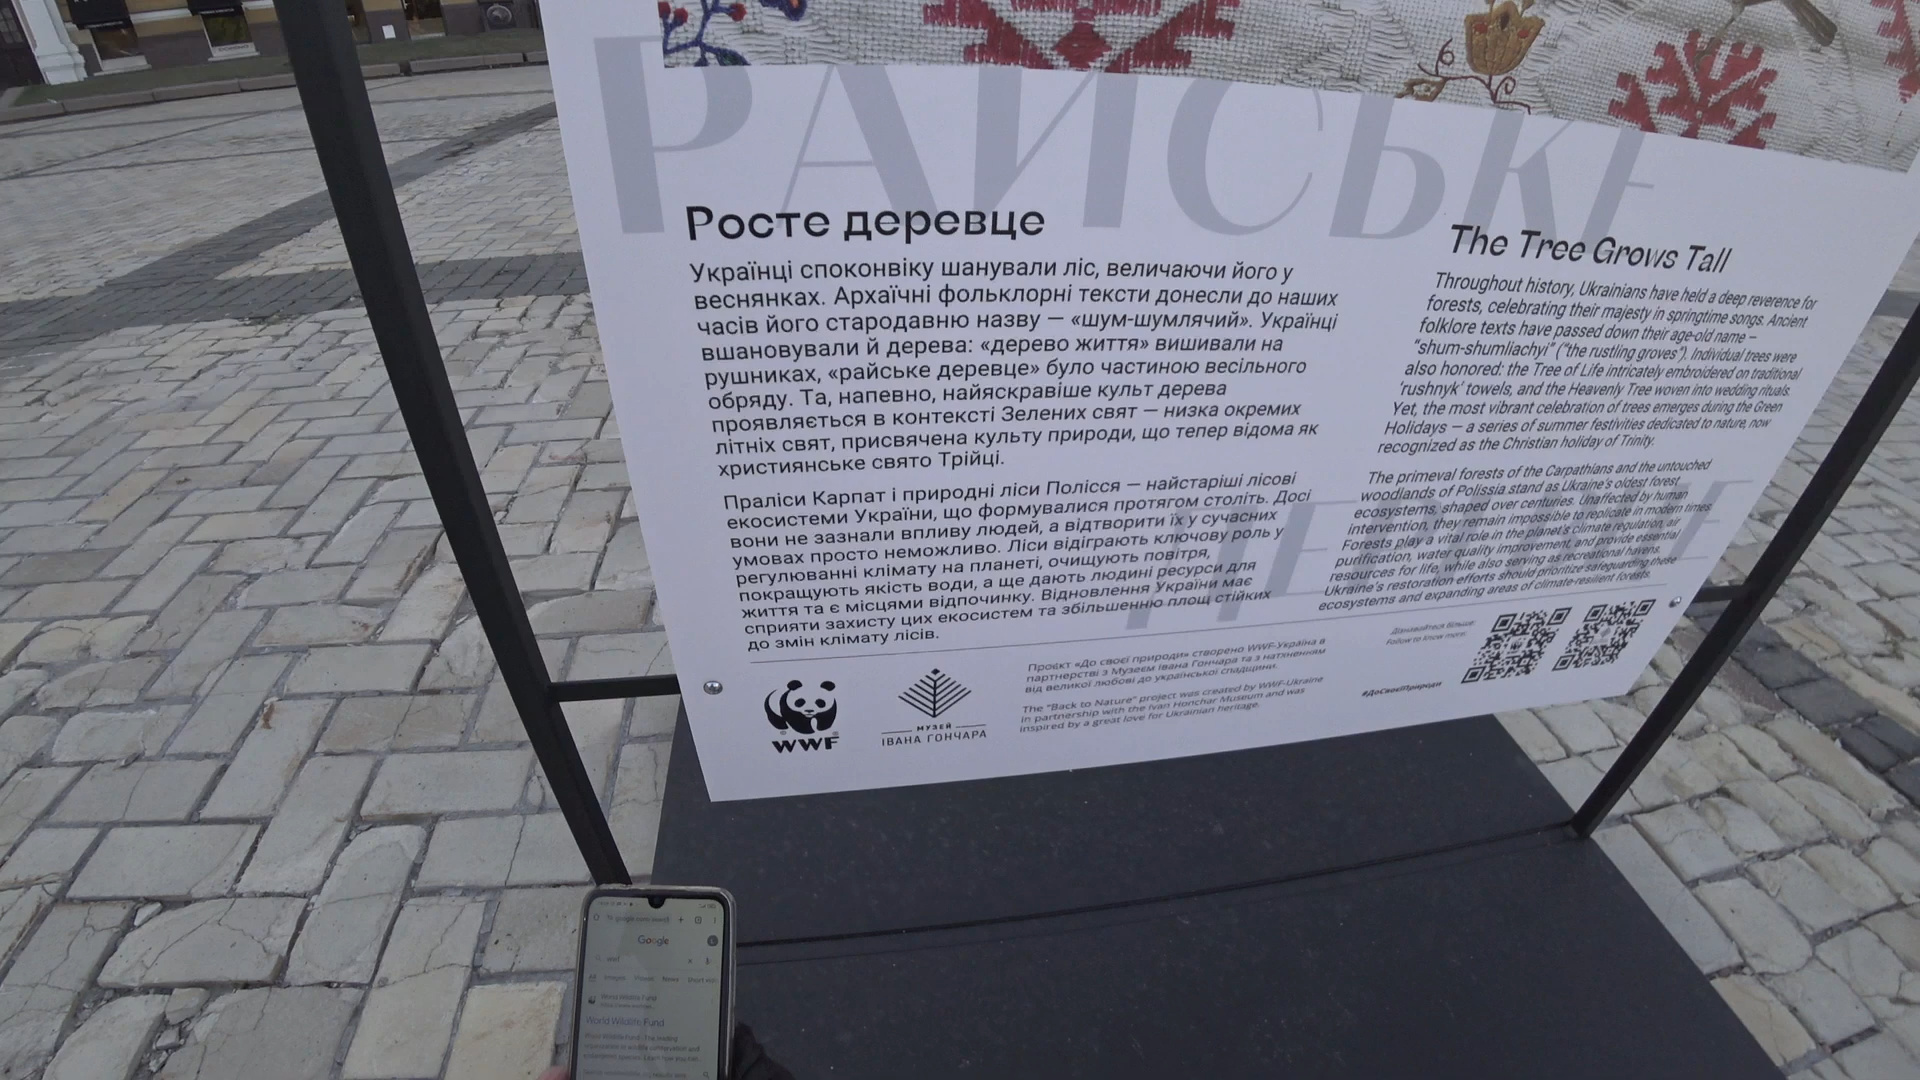 РАЙСЬКЕ
Росте деревце
Українці споконвіку шанували ліс, величаючи його у
веснянках. Архаїчні фольклорні тексти донесли до наших
часів його стародавню назву — «шум-шумлячий». Українці
вшановували й дерева: «дерево життя» вишивали на
рушниках, «райське деревце» було частиною весільного
обряду. Та, напевно, найяскравіше культ дерева
проявляється в контексті Зелених свят — низка окремих
літніх свят, присвячена культу природи, що тепер відома як
християнське свято Трійці.
Праліси Карпат і природні ліси Полісся — найстаріші лісові
екосистеми України, що формувалися протягом століть. Досі
вони не зазнали впливу людей, а відтворити їх у сучасних
умовах просто неможливо. Ліси відіграють ключову роль у
регулюванні клімату на планеті, очищують повітря,
покращують якість води, а ще дають людині ресурси для
життя та є місцями відпочинку. Відновлення України має
сприяти захисту цих екосистем та збільшенню площ стійких
до змін клімату лісів.
The Tree Grows Tall
Throughout history, Ukrainians have held a deep reverence for
forests, celebrating their majesty in springtime songs. Ancient
folklore texts have passed down their age-old name –
"shum-shumliachyi" ("the rustling groves"). Individual trees were
also honored: the Tree of Life intricately embroidered on traditional
'rushnyk' towels, and the Heavenly Tree woven into wedding rituals.
Yet, the most vibrant celebration of trees emerges during the Green
Holidays — a series of summer festivities dedicated to nature, now
recognized as the Christian holiday of Trinity.
The primeval forests of the Carpathians and the untouched
woodlands of Polissia stand as Ukraine's oldest forest
ecosystems, shaped over centuries. Unaffected by human
intervention, they remain impossible to replicate in modern times.
Forests play a vital role in the planet's climate regulation, air
purification, water quality improvement, and provide essential
resources for life, while also serving as recreational havens.
Ukraine's restoration efforts should prioritize safeguarding these
ecosystems and expanding areas of climate-resilient forests.
WWF
МУЗЕЙ
ІВАНА ГОНЧАРА
Проєкт «До своєї природи» створено WWF-Україна в
партнерстві з Музеєм Івана Гончара та з натхненням
від великої любові до української спадщини.
The "Back to Nature" project was created by WWF-Ukraine
in partnership with the Ivan Honchar Museum and was
inspired by a great love for Ukrainian heritage.
Дізнавайтеся більше:
Follow to know more:
#ДоСвоєїПрироди
Google
Images Videos News
World Wildlife Fund
World Wildlife Fund